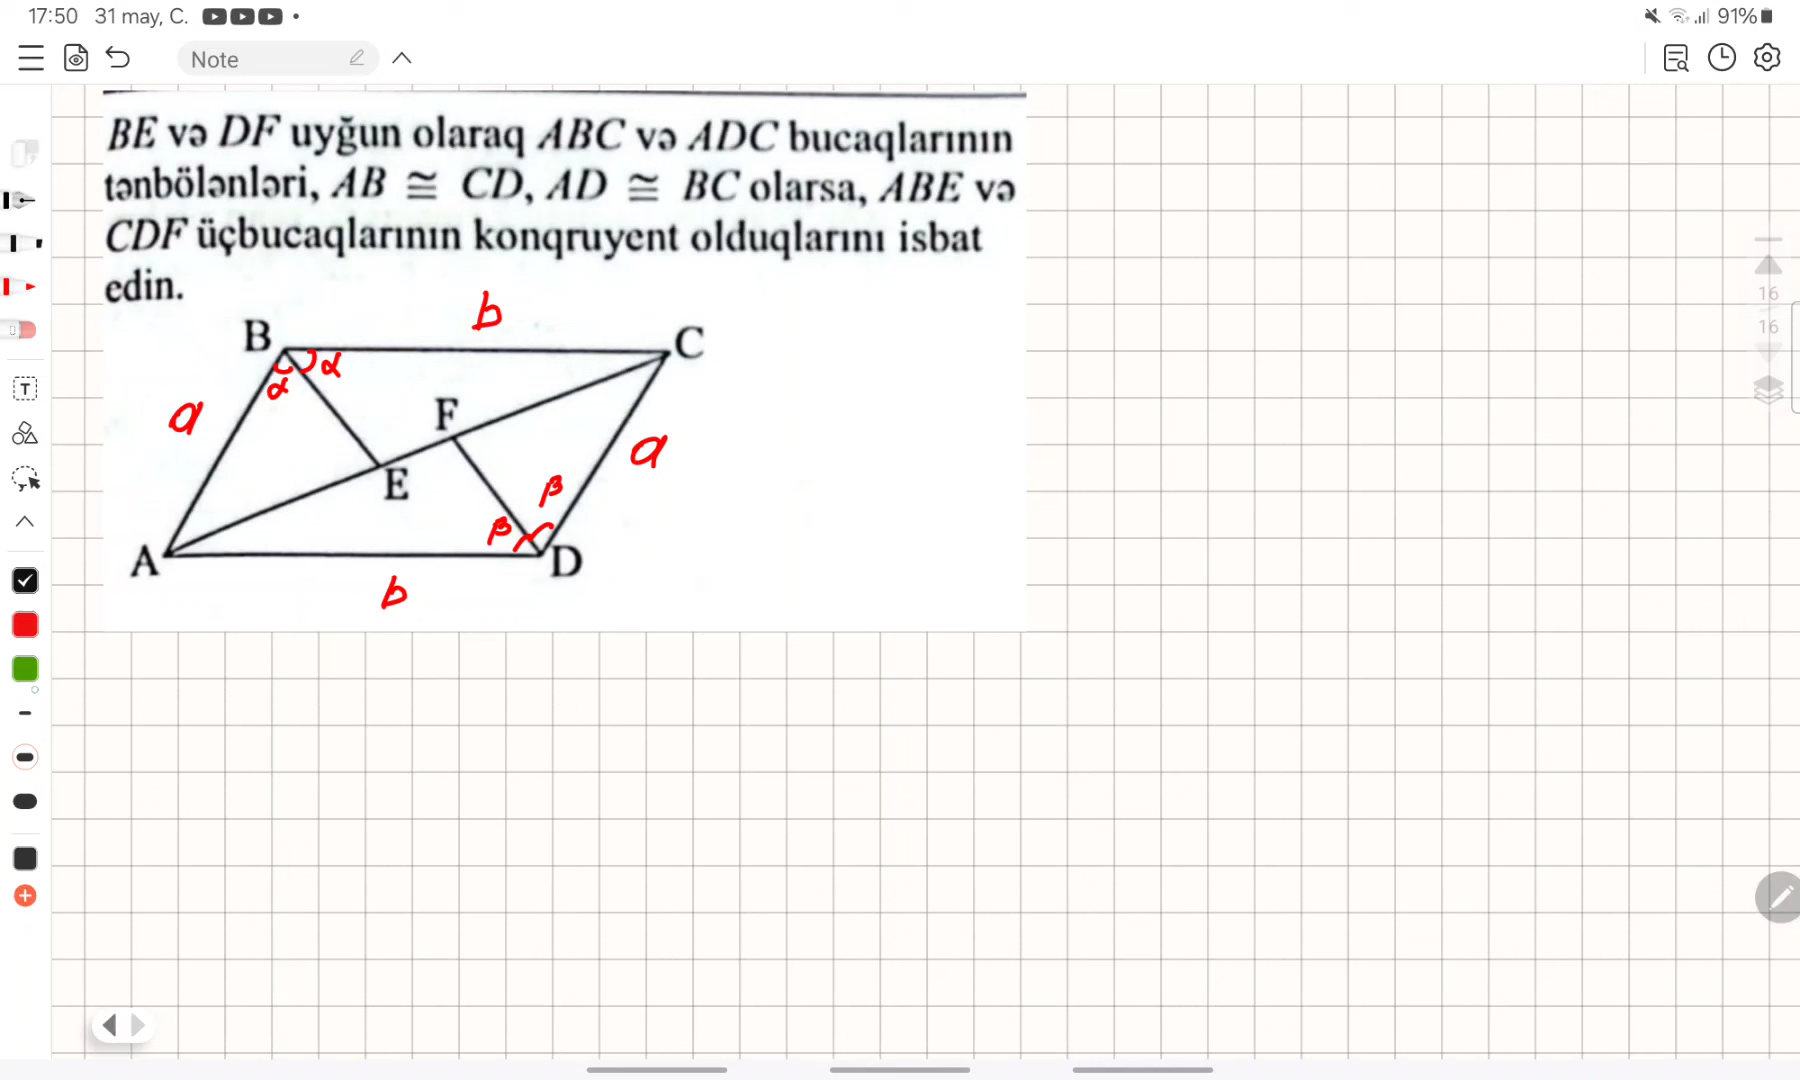 17:50 31 may, C. 91%
Note
BE və DF uyğun olaraq ABC və ADC bucaqlarının
tənbölənləri, AB ≅ CD, AD ≅ BC olarsa, ABE və
CDF üçbucaqlarının konqruyent olduqlarını isbat
edin.
b
B C
α
α
a
F
a
E
β
β
A D
b
16
16
T